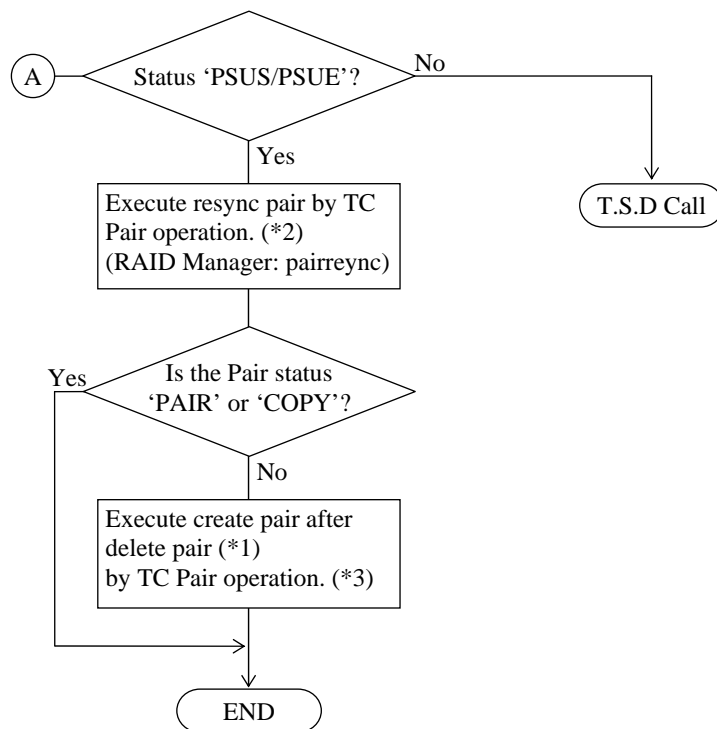 A
Status ‘PSUS/PSUE’?
No
Yes
T.S.D Call
Execute resync pair by TC
Pair operation. (*2)
(RAID Manager: pairreync)
Yes
Is the Pair status
‘PAIR’ or ‘COPY’?
No
Execute create pair after
delete pair (*1)
by TC Pair operation. (*3)
END